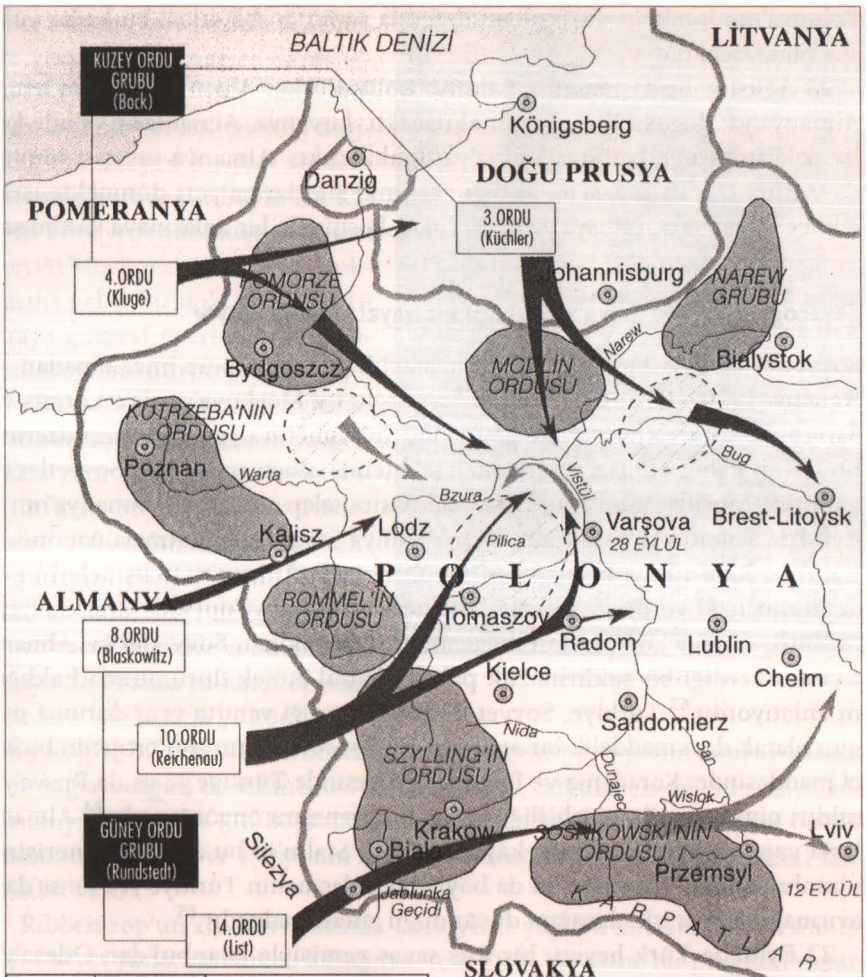 BALTIK DENİZİ
LİTVANYA
KUZEY ORDU
GRUBU
(Bock)
Königsberg
Danzig
DOĞU PRUSYA
POMERANYA
3.ORDU
(Küchler)
4.ORDU
(Kluge)
POMORZE
ORDUSU
Johannisburg
NAREW
GRUBU
Narew
Bydgoszcz
MODLİN
ORDUSU
Bialystok
KUTRZEBA'NIN
ORDUSU
Poznan
Warta
Bzura
Vistül
Bug
Brest-Litovsk
Kalisz
Lodz
Pilica
Varşova
28 EYLÜL
POLONYA
ALMANYA
ROMMEL'İN
ORDUSU
Tomaszov
Radom
Lublin
8.ORDU
(Blaskowitz)
Kielce
Chelm
10.ORDU
(Reichenau)
Nida
Sandomierz
SZYLLING'İN
ORDUSU
Dunajec
San
Wislok
GÜNEY ORDU
GRUBU
(Rundstedt)
Silezya
Krakow
Biala
SOSNKOWSKI'NİN
ORDUSU
Lviv
Przemsyl
12 EYLÜL
Jablunka
Geçidi
KARPATLAR
14.ORDU
(List)
SLOVAKYA